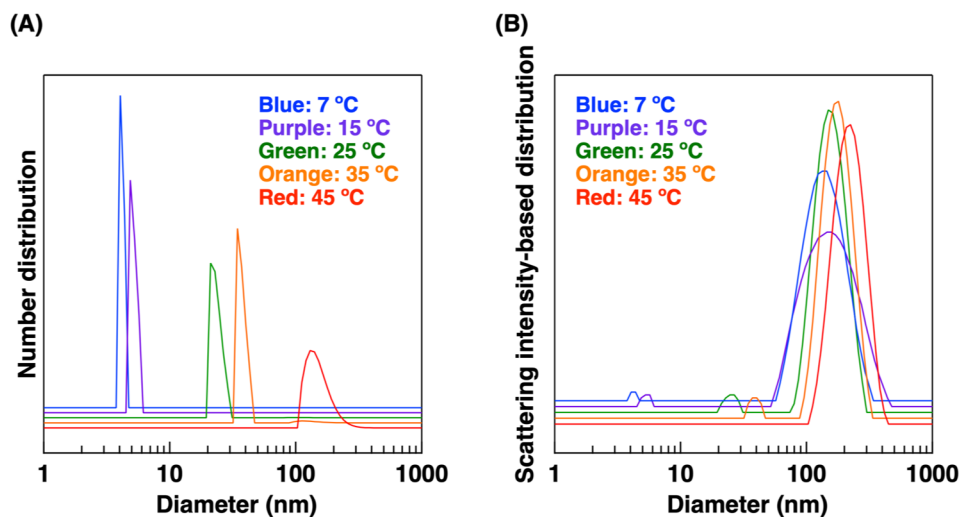 (A)
Number distribution
Blue: 7 ºC
Purple: 15 ºC
Green: 25 ºC
Orange: 35 ºC
Red: 45 ºC
1 10 100 1000
Diameter (nm)
(B)
Scattering intensity-based distribution
Blue: 7 ºC
Purple: 15 ºC
Green: 25 ºC
Orange: 35 ºC
Red: 45 ºC
1 10 100 1000
Diameter (nm)